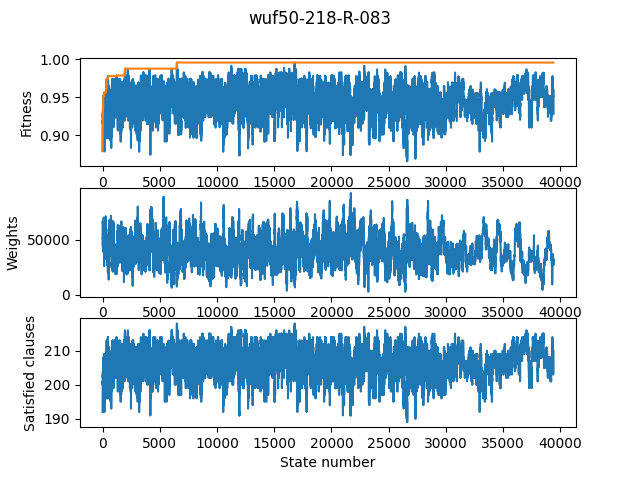 wuf50-218-R-083
1.00
0.95
0.90
Fitness
0 5000 10000 15000 20000 25000 30000 35000 40000
50000
0
Weights
0 5000 10000 15000 20000 25000 30000 35000 40000
210
200
190
Satisfied clauses
0 5000 10000 15000 20000 25000 30000 35000 40000
State number